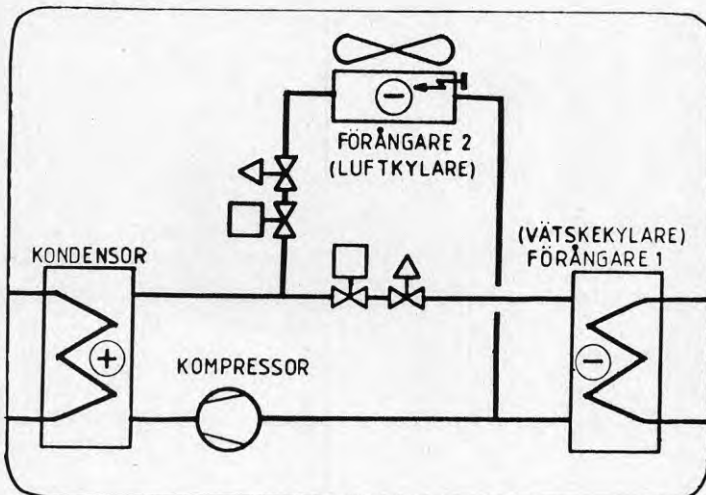 FÖRÅNGARE 2
(LUFTKYLARE)
KONDENSOR
(VÄTSKEKYLARE)
FÖRÅNGARE 1
KOMPRESSOR
+
−
−